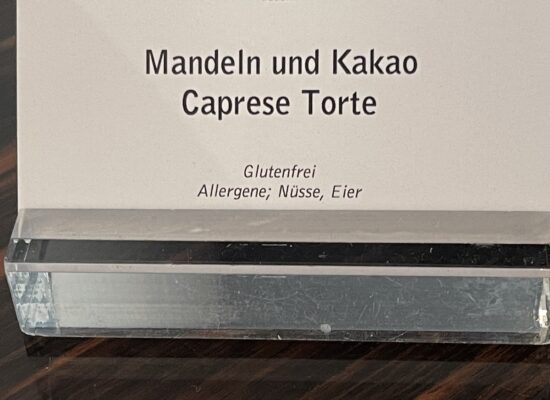 Mandeln und Kakao
Caprese Torte
Glutenfrei
Allergene; Nüsse, Eier